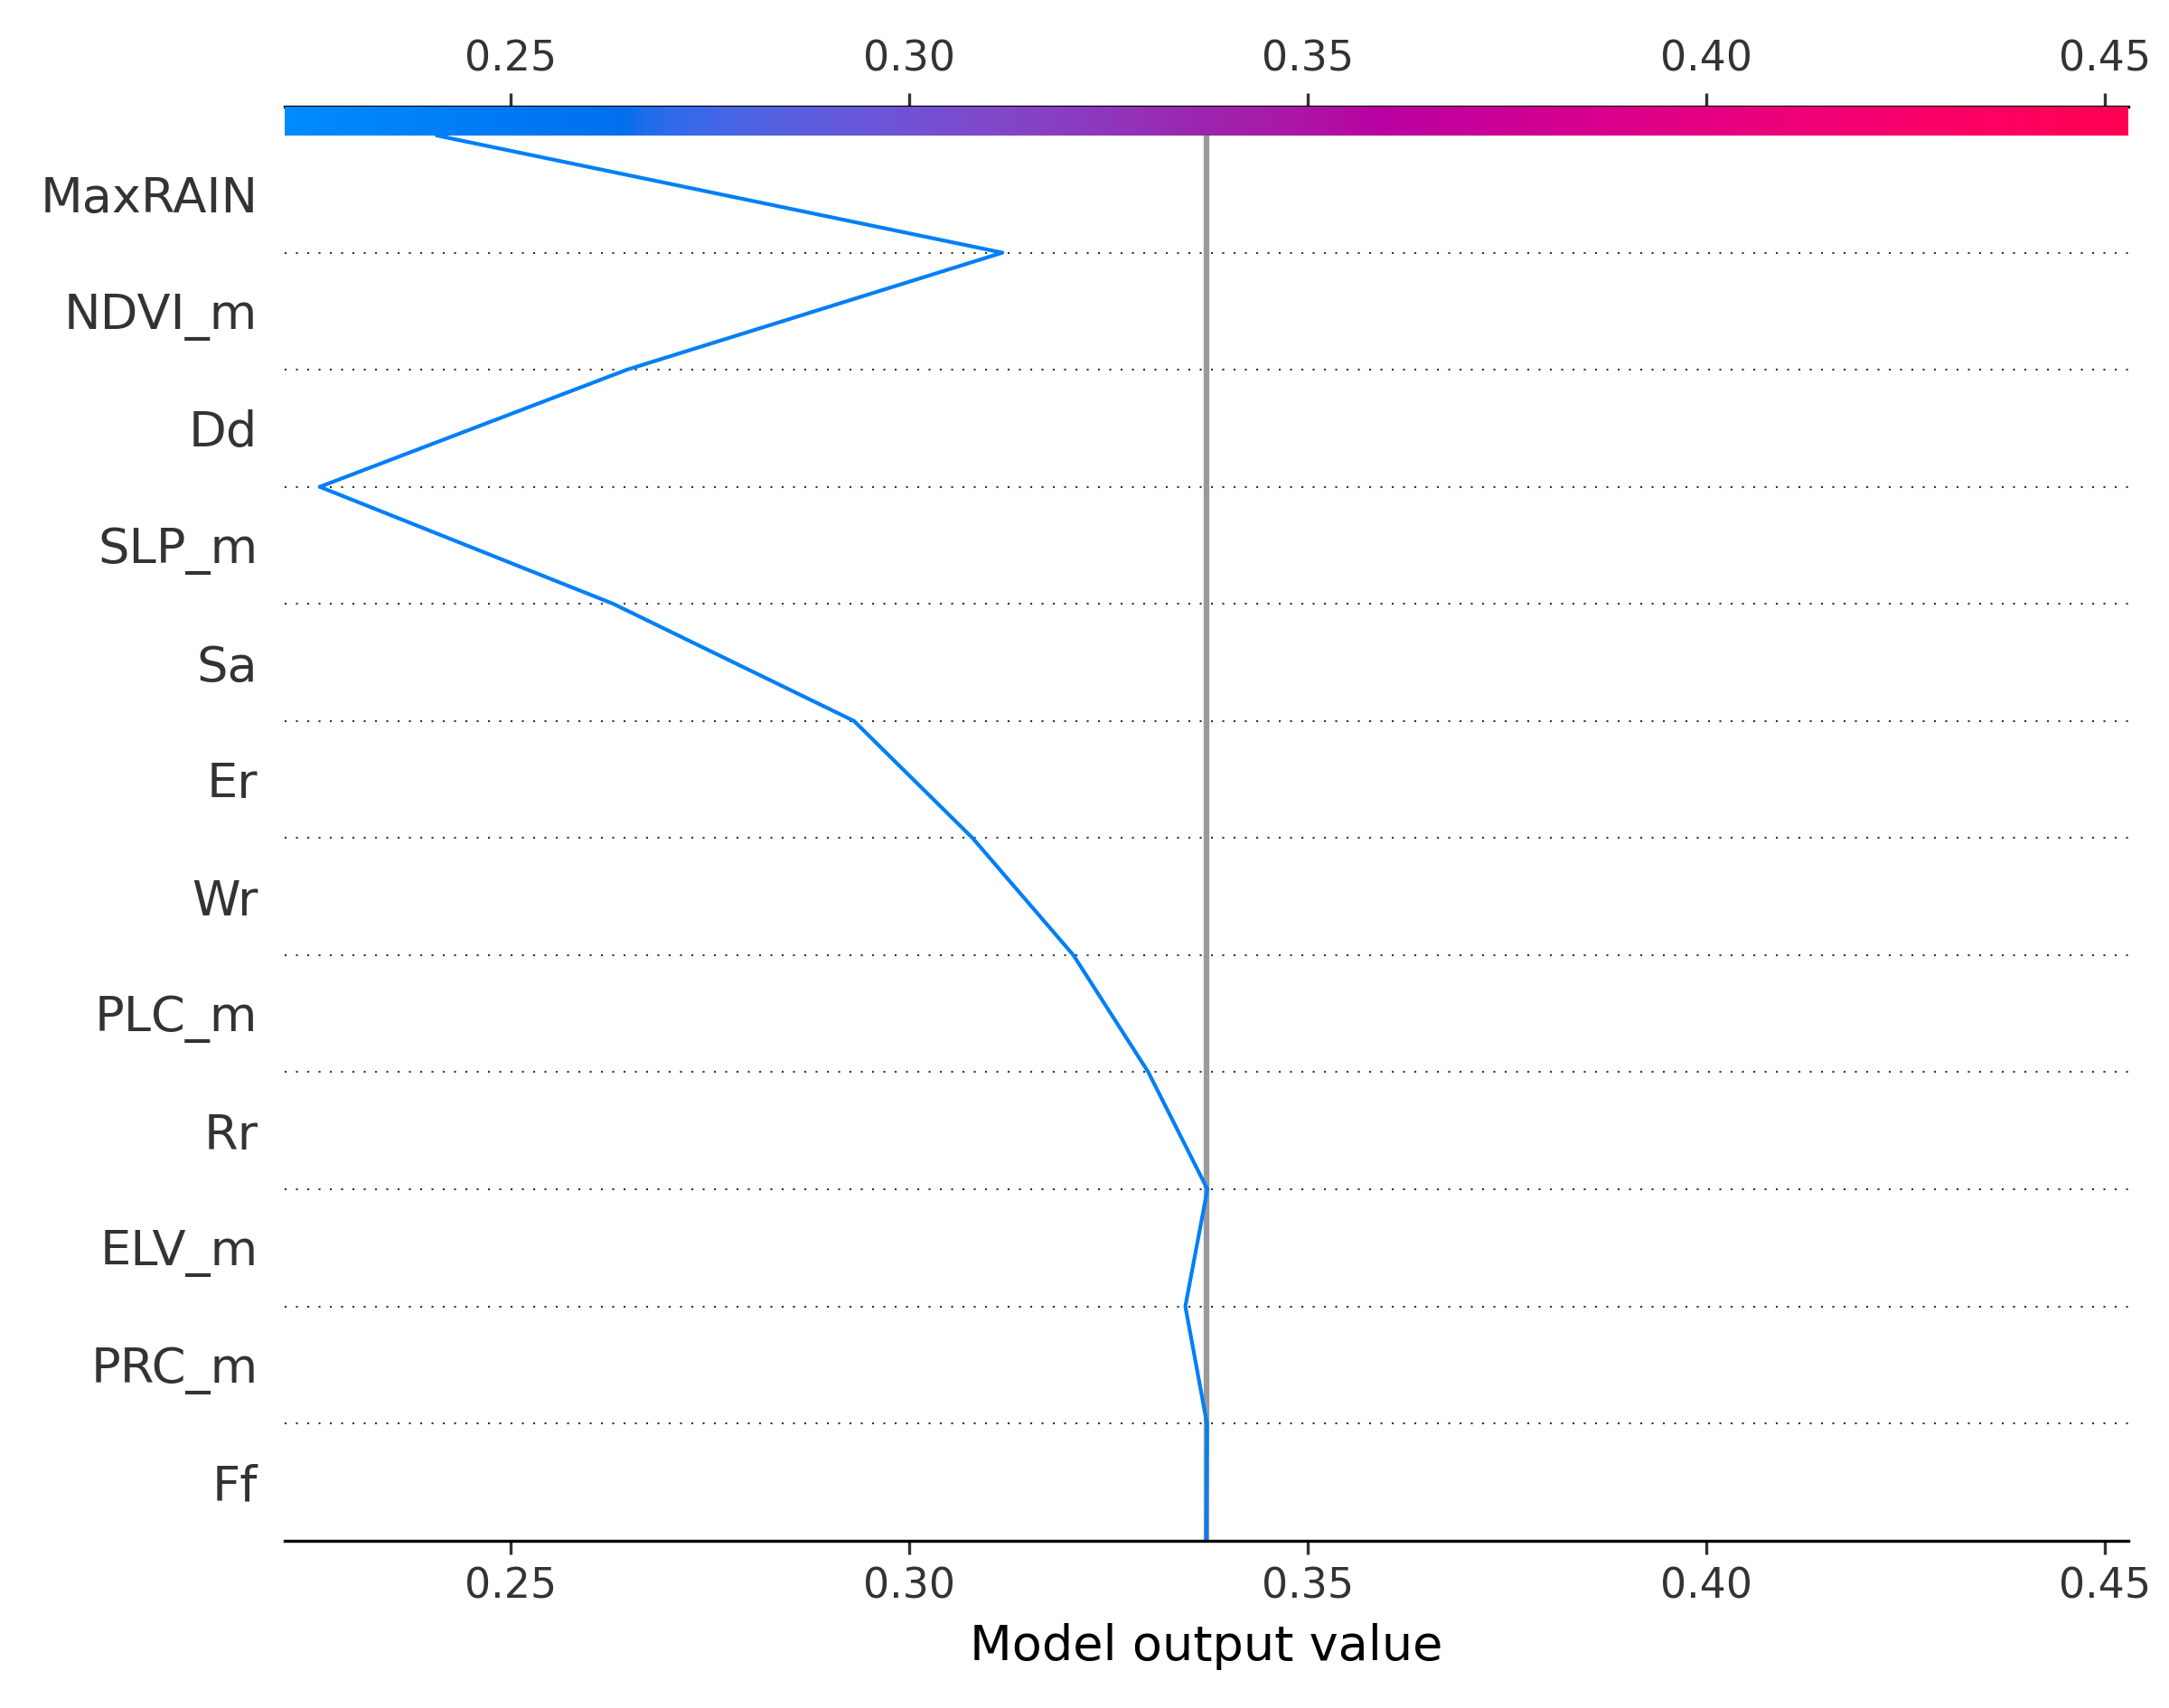 0.25 0.30 0.35 0.40 0.45
MaxRAIN
NDVI_m
Dd
SLP_m
Sa
Er
Wr
PLC_m
Rr
ELV_m
PRC_m
Ff
0.25 0.30 0.35 0.40 0.45
Model output value